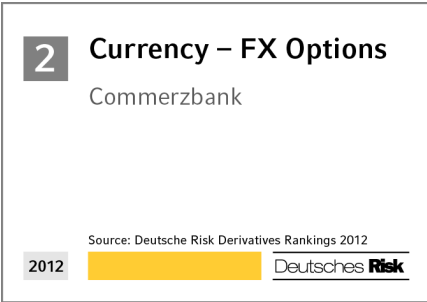 2
Currency – FX Options
Commerzbank
Source: Deutsche Risk Derivatives Rankings 2012
2012
Deutsches Risk